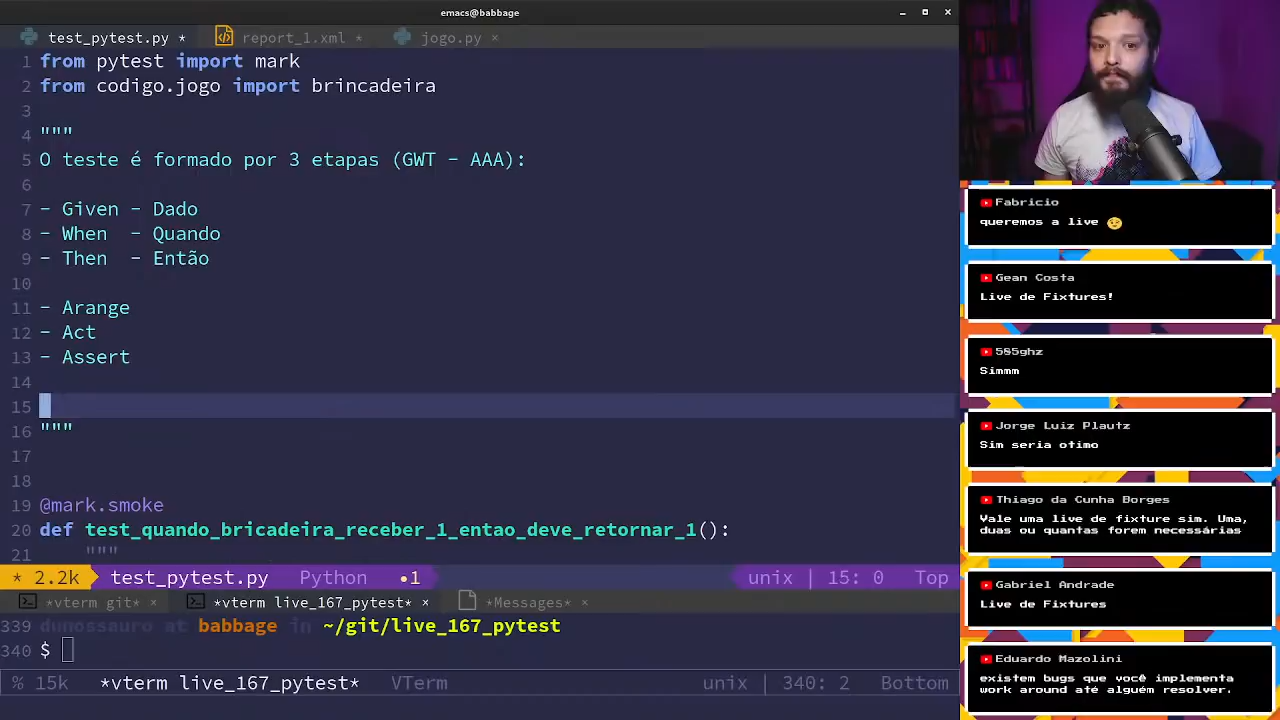 emacs@babbage
test_pytest.py *
report_1.xml *
jogo.py ×
1 from pytest import mark
2 from codigo.jogo import brincadeira
3
4 """
5 O teste é formado por 3 etapas (GWT - AAA):
6
7 - Given - Dado
8 - When - Quando
9 - Then - Então
10
11 - Arange
12 - Act
13 - Assert
14
15
16 """
17
18
19 @mark.smoke
20 def test_quando_bricadeira_receber_1_entao_deve_retornar_1():
21 """
* 2.2k test_pytest.py Python •1 unix | 15: 0 Top
*vterm git* × *vterm live_167_pytest* × *Messages* ×
339 dunossauro at babbage in ~/git/live_167_pytest
340 $
% 15k *vterm live_167_pytest* VTerm unix | 340: 2 Bottom
Fabricio
queremos a live 😉
Gean Costa
Live de Fixtures!
585ghz
Simmm
Jorge Luiz Plautz
Sim seria otimo
Thiago da Cunha Borges
Vale uma live de fixture sim. Uma,
duas ou quantas forem necessárias
Gabriel Andrade
Live de Fixtures
Eduardo Mazolini
existem bugs que você implementa
work around até alguém resolver.